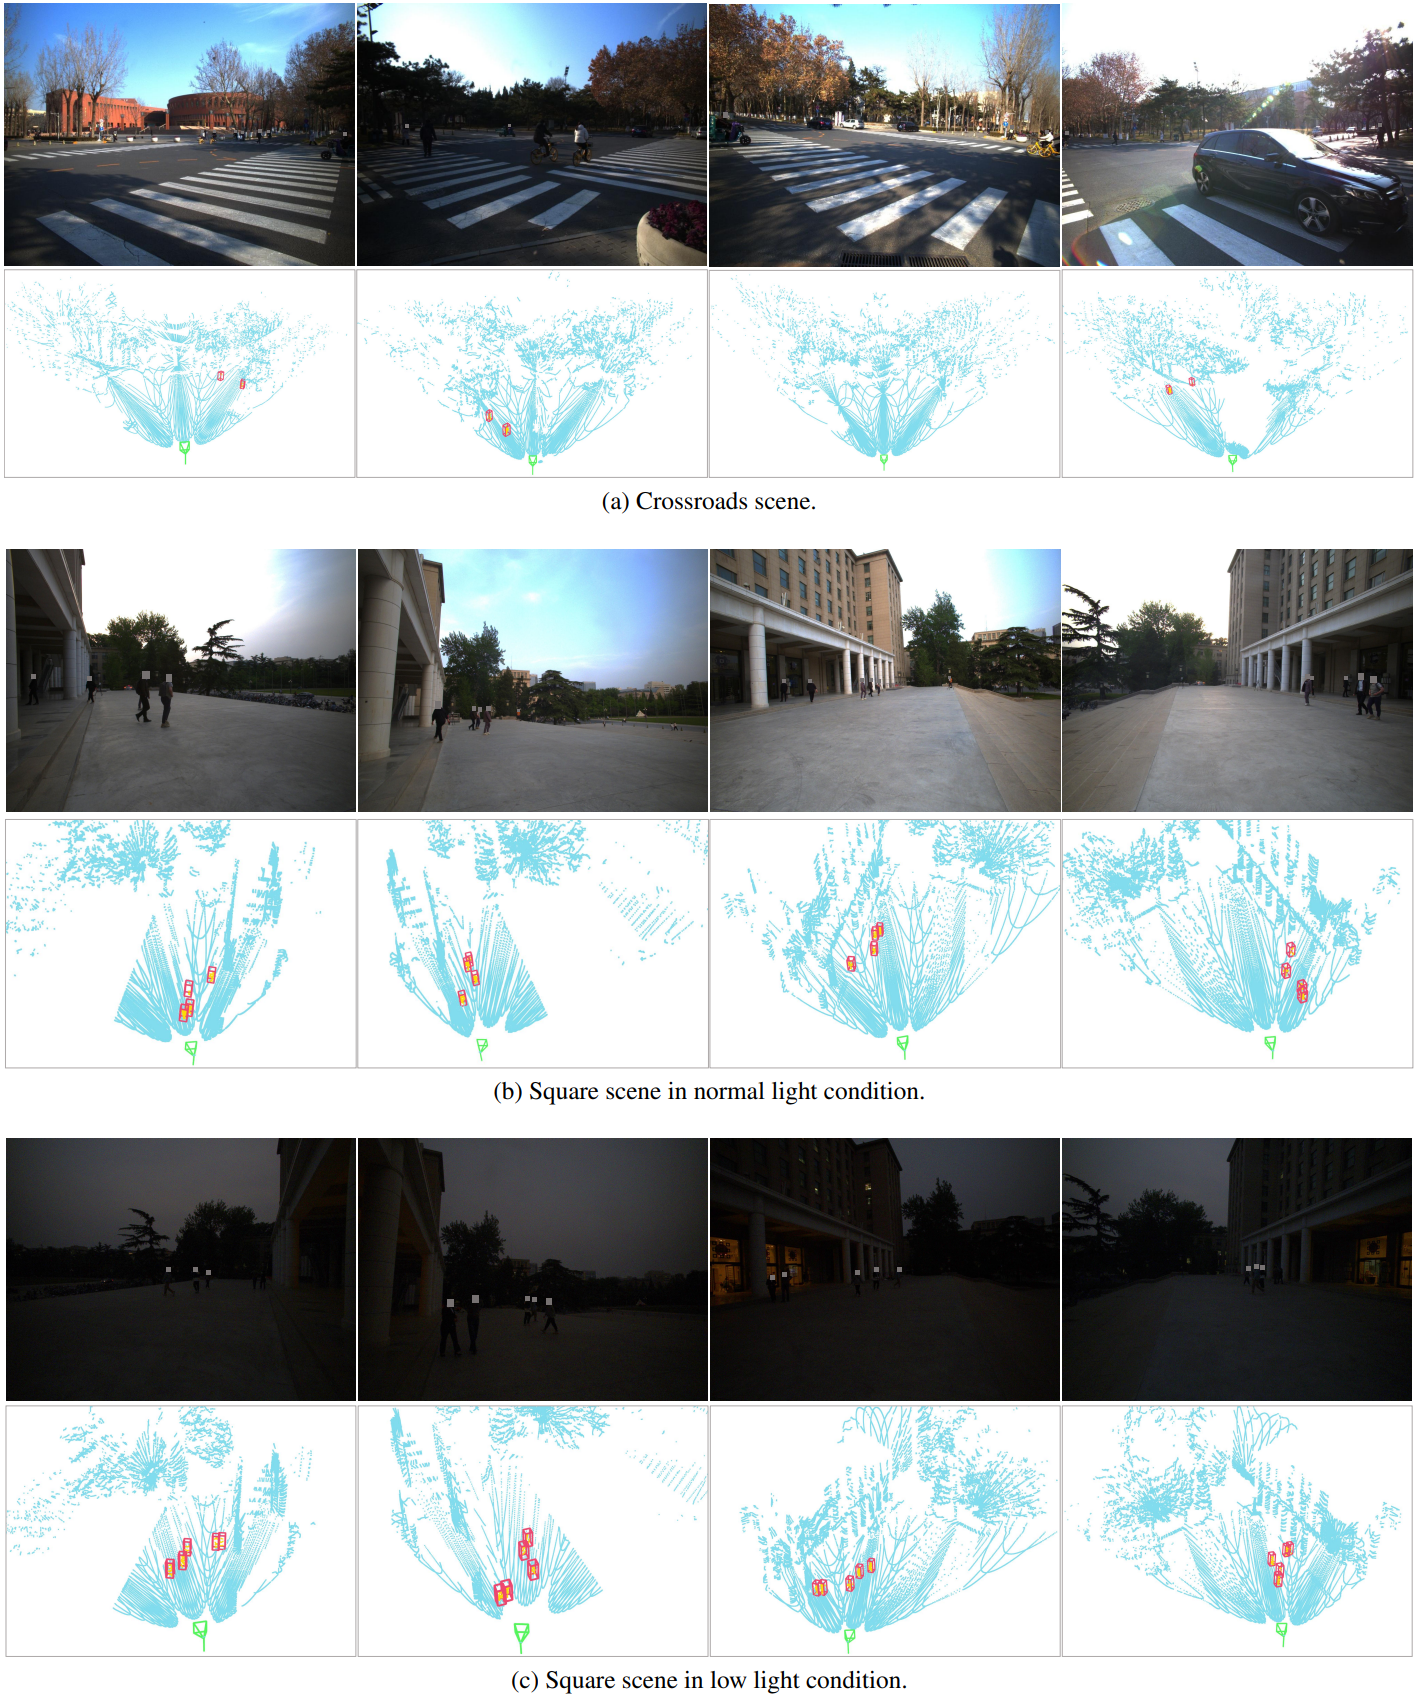 (a) Crossroads scene.
(b) Square scene in normal light condition.
(c) Square scene in low light condition.